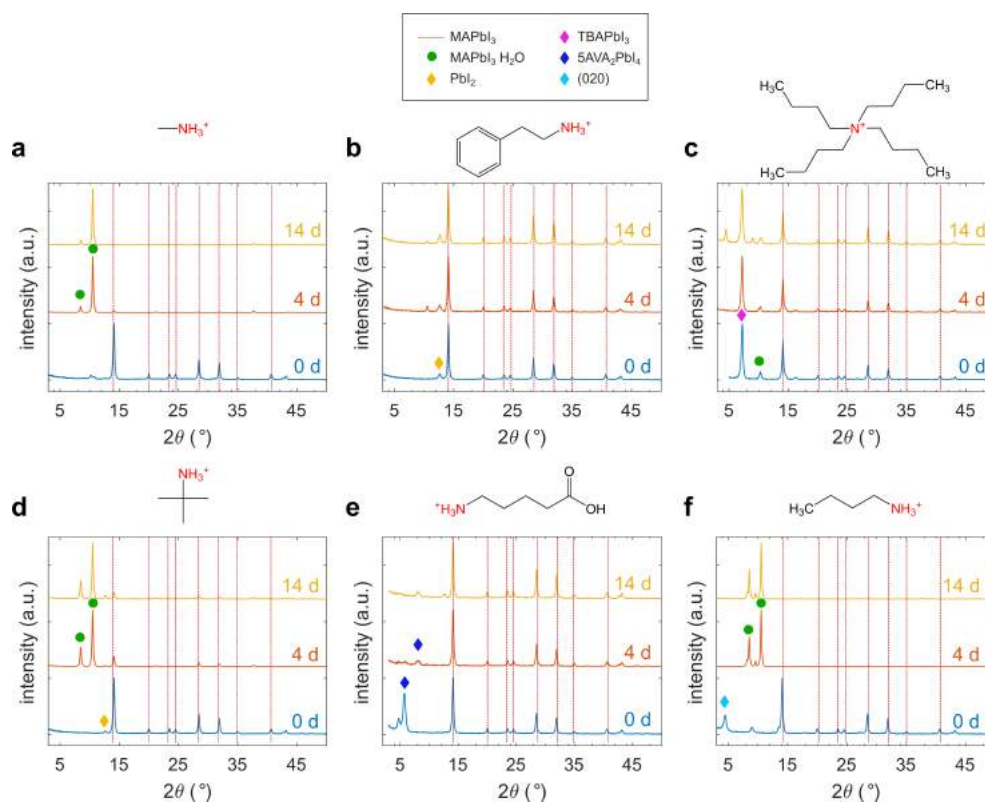 MAPbI₃
MAPbI₃ H₂O
PbI₂
TBAPbI₃
5AVA₂PbI₄
(020)
a
NH₃⁺
b
NH₃⁺
c
H₃C
CH₃
N⁺
H₃C
CH₃
intensity (a.u.)
14 d
4 d
0 d
5 15 25 35 45
2θ (°)
intensity (a.u.)
14 d
4 d
0 d
5 15 25 35 45
2θ (°)
intensity (a.u.)
14 d
4 d
0 d
5 15 25 35 45
2θ (°)
d
NH₃⁺
e
⁺H₃N
O
OH
f
H₃C
NH₃⁺
intensity (a.u.)
14 d
4 d
0 d
5 15 25 35 45
2θ (°)
intensity (a.u.)
14 d
4 d
0 d
5 15 25 35 45
2θ (°)
intensity (a.u.)
14 d
4 d
0 d
5 15 25 35 45
2θ (°)